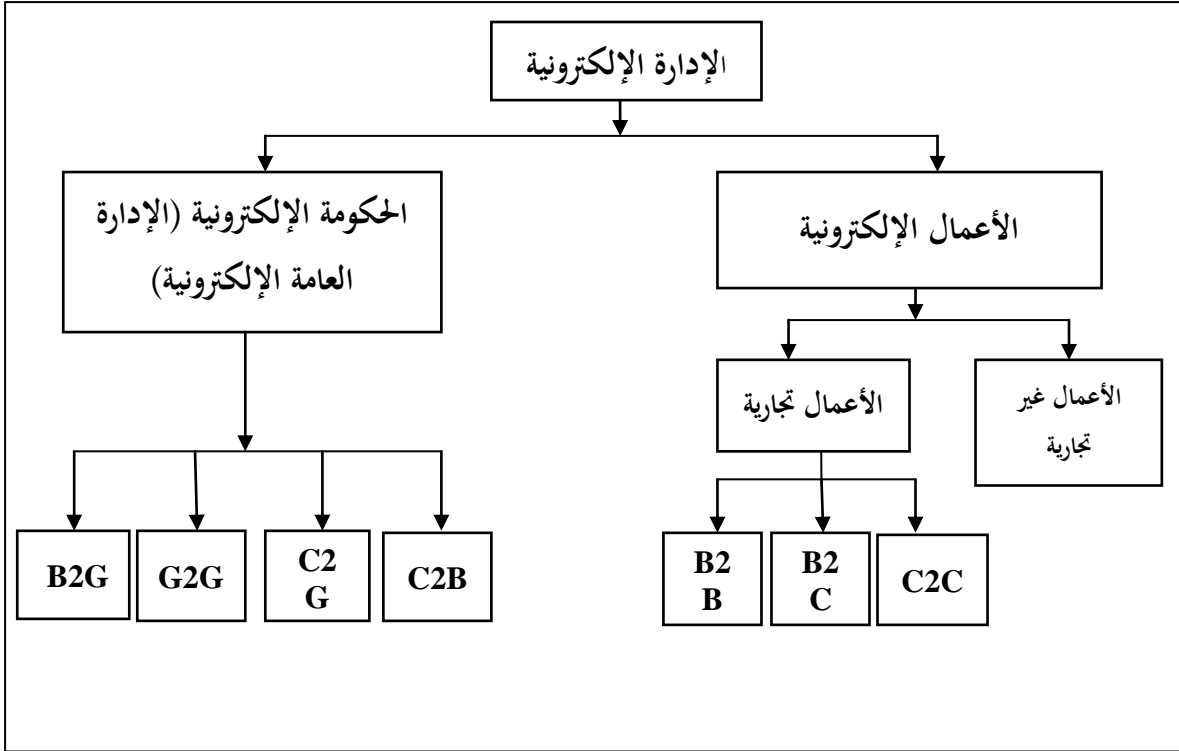 الإدارة الإلكترونية
الأعمال الإلكترونية
الحكومة الإلكترونية (الإدارة
العامة الإلكترونية)
الأعمال غير
تجارية
الأعمال تجارية
C2C
B2
C
B2
B
C2B
C2
G
G2G
B2G